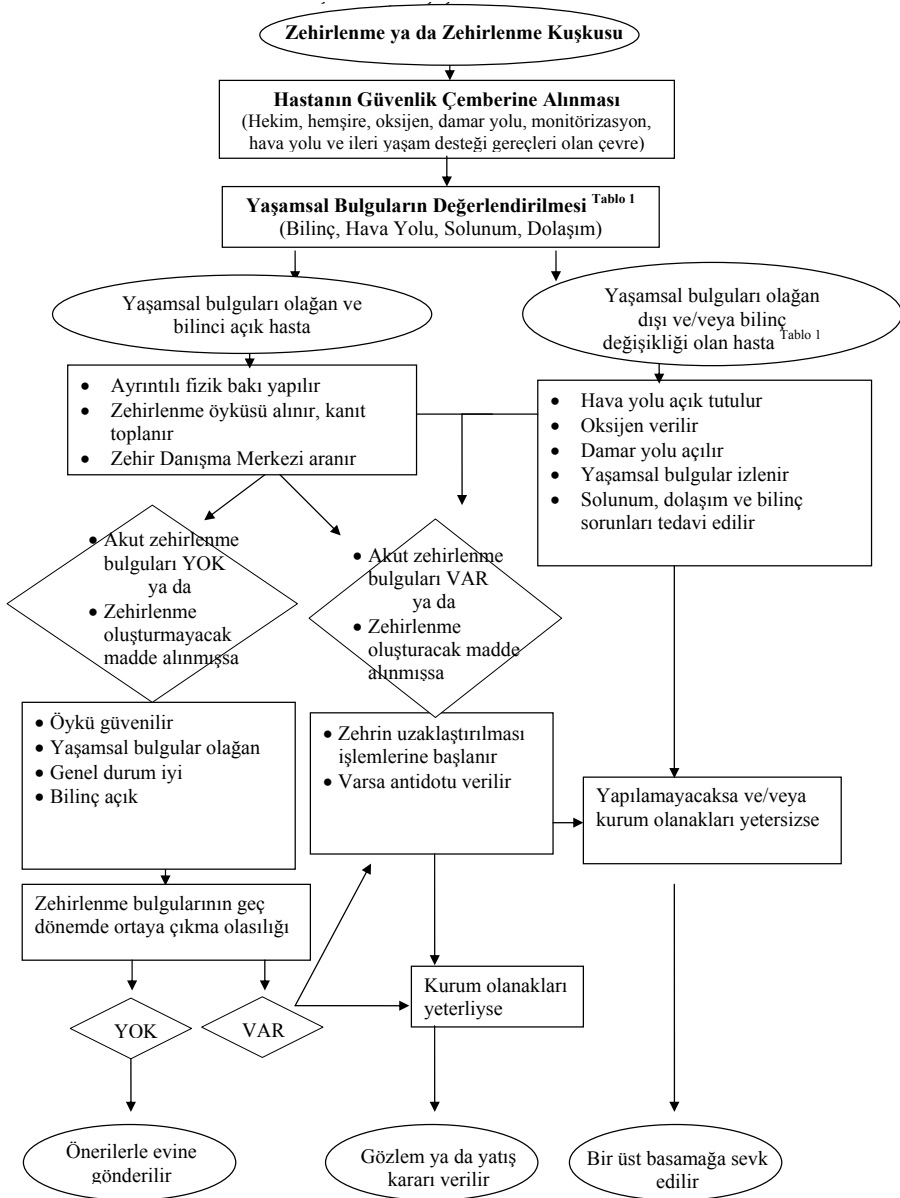 Zehirlenme ya da Zehirlenme Kuşkusu
Hastanın Güvenlik Çemberine Alınması
(Hekim, hemşire, oksijen, damar yolu, monitörizasyon,
hava yolu ve ileri yaşam desteği gereçleri olan çevre)
Yaşamsal Bulguların Değerlendirilmesi Tablo 1
(Bilinç, Hava Yolu, Solunum, Dolaşım)
Yaşamsal bulguları olağan ve
bilinci açık hasta
Yaşamsal bulguları olağan
dışı ve/veya bilinç
değişikliği olan hasta Tablo 1
• Ayrıntılı fizik bakı yapılır
• Zehirlenme öyküsü alınır, kanıt
toplanır
• Zehir Danışma Merkezi aranır
• Hava yolu açık tutulur
• Oksijen verilir
• Damar yolu açılır
• Yaşamsal bulgular izlenir
• Solunum, dolaşım ve bilinç
sorunları tedavi edilir
• Akut zehirlenme
bulguları YOK
ya da
• Zehirlenme
oluşturmayacak
madde alınmışsa
• Akut zehirlenme
bulguları VAR
ya da
• Zehirlenme
oluşturacak madde
alınmışsa
• Öykü güvenilir
• Yaşamsal bulgular olağan
• Genel durum iyi
• Bilinç açık
• Zehrin uzaklaştırılması
işlemlerine başlanır
• Varsa antidotu verilir
Yapılamayacaksa ve/veya
kurum olanakları yetersizse
Zehirlenme bulgularının geç
dönemde ortaya çıkma olasılığı
Kurum olanakları
yeterliyse
YOK
VAR
Önerilerle evine
gönderilir
Gözlem ya da yatış
kararı verilir
Bir üst basamağa sevk
edilir